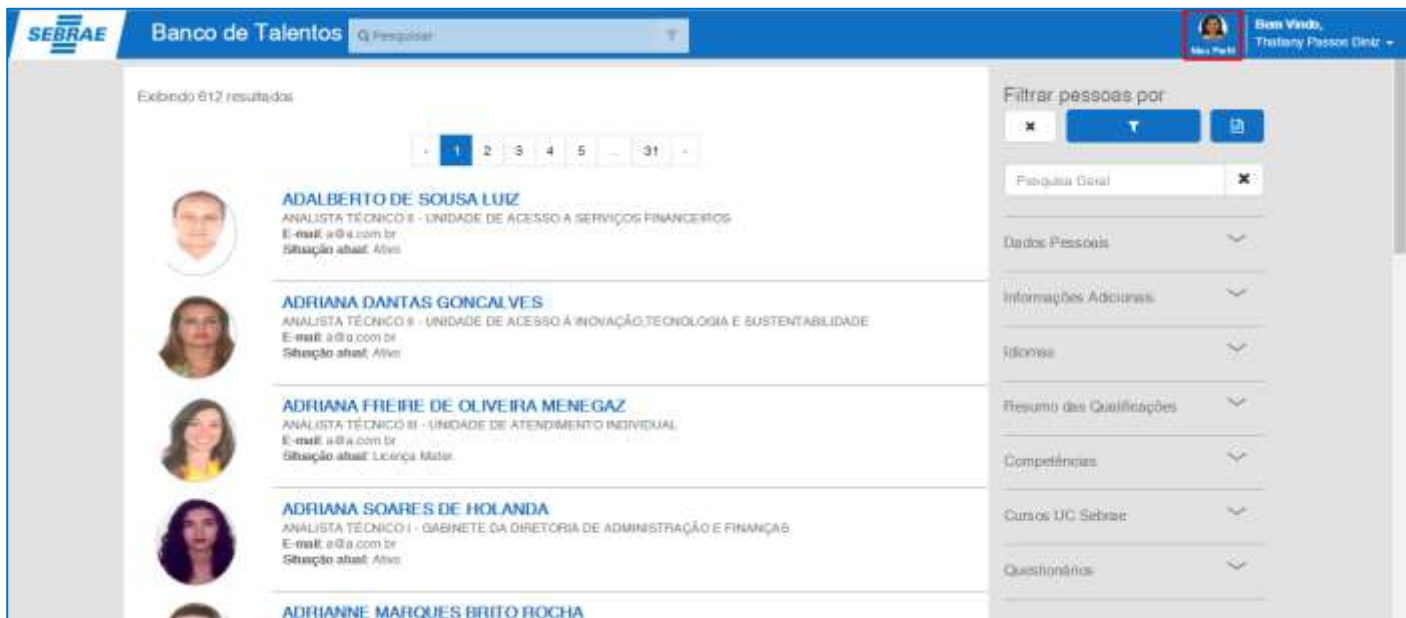 SEBRAE
Banco de Talentos
Pesquisar
Meu Perfil
Bem Vindo,
Thatiany Passos Diniz
Exibindo 612 resultados
1 2 3 4 5 ... 31
ADALBERTO DE SOUSA LUIZ
ANALISTA TÉCNICO II - UNIDADE DE ACESSO A SERVIÇOS FINANCEIROS
E-mail: a@a.com.br
Situação atual: Ativo
ADRIANA DANTAS GONCALVES
ANALISTA TÉCNICO II - UNIDADE DE ACESSO À INOVAÇÃO,TECNOLOGIA E SUSTENTABILIDADE
E-mail: a@a.com.br
Situação atual: Ativo
ADRIANA FREIRE DE OLIVEIRA MENEGAZ
ANALISTA TÉCNICO III - UNIDADE DE ATENDIMENTO INDIVIDUAL
E-mail: a@a.com.br
Situação atual: Licença Mater.
ADRIANA SOARES DE HOLANDA
ANALISTA TÉCNICO I - GABINETE DA DIRETORIA DE ADMINISTRAÇÃO E FINANÇAS
E-mail: a@a.com.br
Situação atual: Ativo
ADRIANNE MARQUES BRITO ROCHA
Filtrar pessoas por
Pesquisa Geral
Dados Pessoais
Informações Adicionais
Idiomas
Resumo das Qualificações
Competências
Cursos UC Sebrae
Questionários